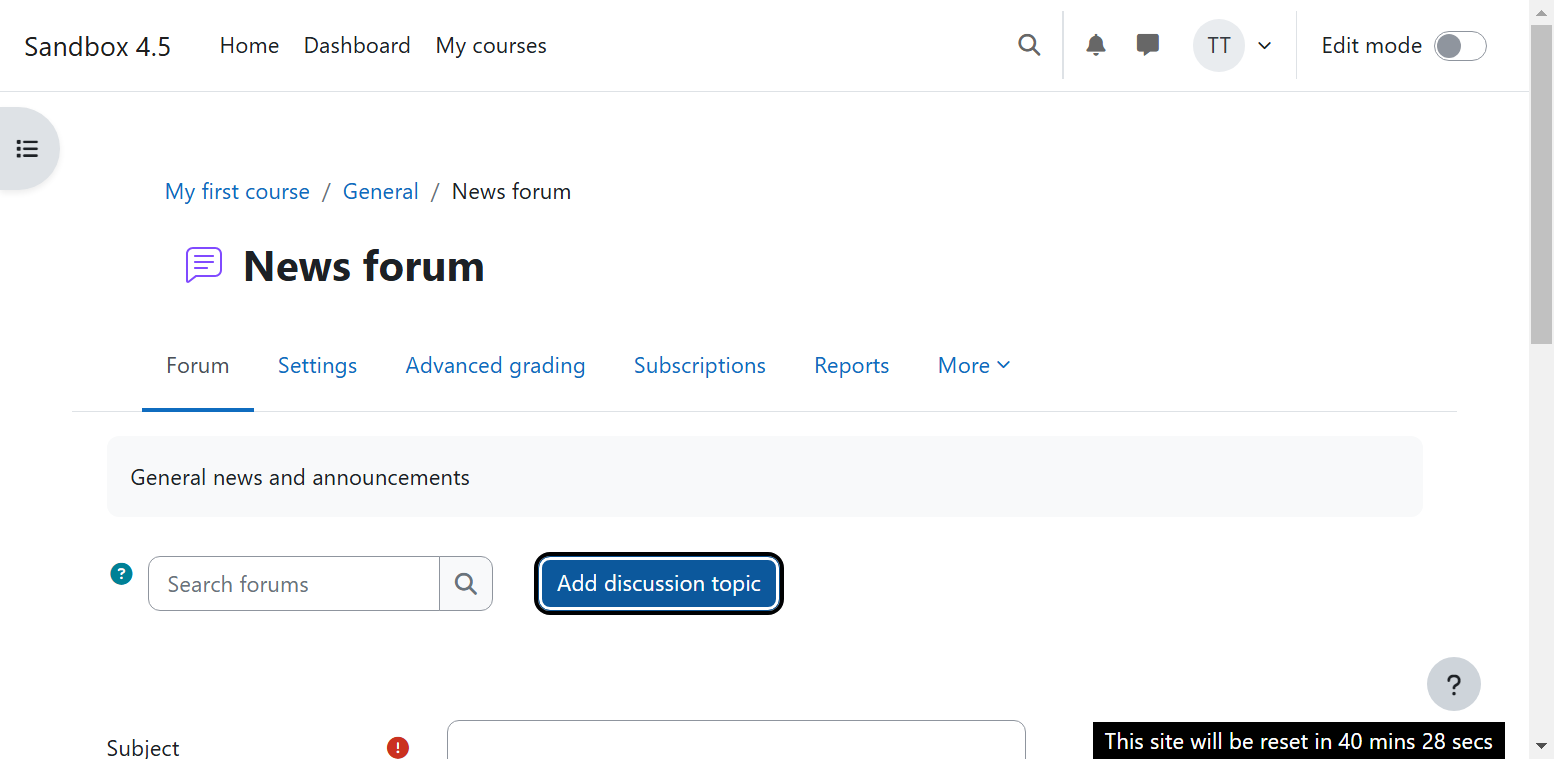 Sandbox 4.5 Home Dashboard My courses TT Edit mode
My first course / General / News forum
News forum
Forum Settings Advanced grading Subscriptions Reports More
General news and announcements
? Search forums Add discussion topic
?
Subject !
This site will be reset in 40 mins 28 secs